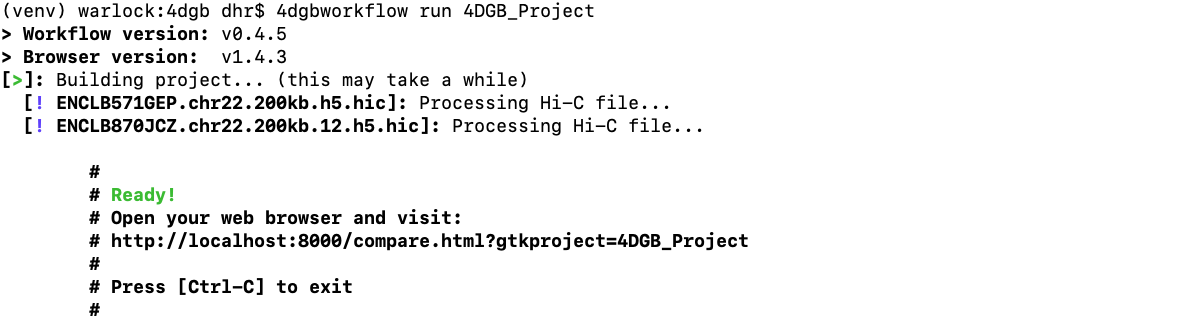 (venv) warlock:4dgb dhr$ 4dgbworkflow run 4DGB_Project
> Workflow version: v0.4.5
> Browser version:  v1.4.3
[>]: Building project... (this may take a while)
  [! ENCLB571GEP.chr22.200kb.h5.hic]: Processing Hi-C file...
  [! ENCLB870JCZ.chr22.200kb.12.h5.hic]: Processing Hi-C file...

        #
        # Ready!
        # Open your web browser and visit:
        # http://localhost:8000/compare.html?gtkproject=4DGB_Project
        #
        # Press [Ctrl-C] to exit
        #